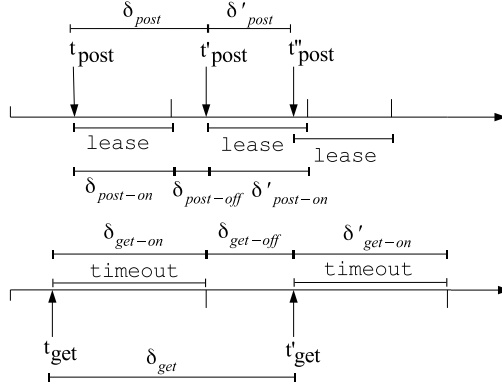 δpost δ'post
tpost t'post t''post
lease lease lease
δpost-on δpost-off δ'post-on
δget-on δget-off δ'get-on
timeout timeout
tget t'get
δget